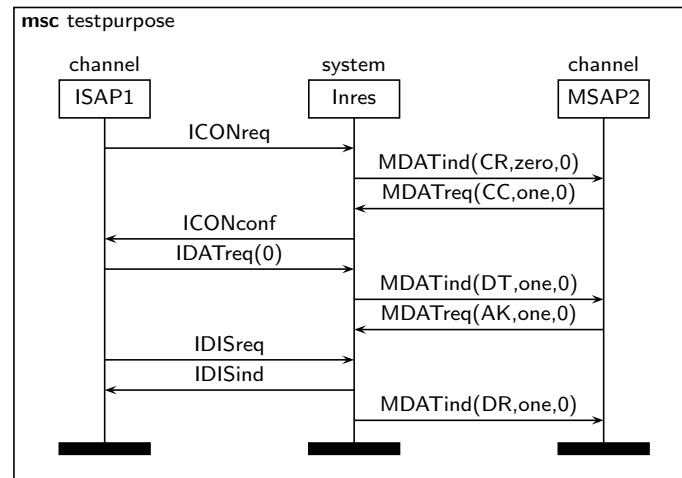 msc testpurpose
channel system channel
ISAP1 Inres MSAP2
ICONreq
MDATind(CR,zero,0)
MDATreq(CC,one,0)
ICONconf
IDATreq(0)
MDATind(DT,one,0)
MDATreq(AK,one,0)
IDISreq
IDISind
MDATind(DR,one,0)